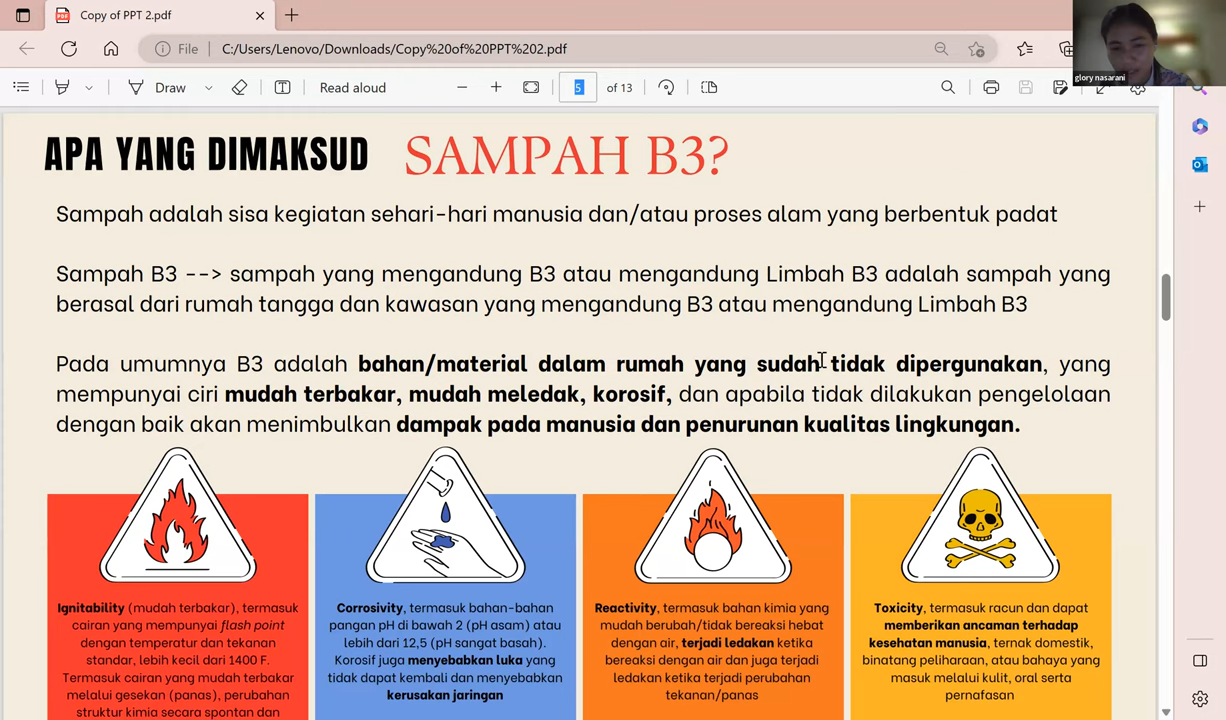 Copy of PPT 2.pdf
File C:/Users/Lenovo/Downloads/Copy%20of%20PPT%202.pdf
glory nasarani
Draw
Read aloud
5 of 13
APA YANG DIMAKSUD SAMPAH B3?
Sampah adalah sisa kegiatan sehari-hari manusia dan/atau proses alam yang berbentuk padat
Sampah B3 --> sampah yang mengandung B3 atau mengandung Limbah B3 adalah sampah yang
berasal dari rumah tangga dan kawasan yang mengandung B3 atau mengandung Limbah B3
Pada umumnya B3 adalah bahan/material dalam rumah yang sudah tidak dipergunakan, yang
mempunyai ciri mudah terbakar, mudah meledak, korosif, dan apabila tidak dilakukan pengelolaan
dengan baik akan menimbulkan dampak pada manusia dan penurunan kualitas lingkungan.
Ignitability (mudah terbakar), termasuk
cairan yang mempunyai flash point
dengan temperatur dan tekanan
standar, lebih kecil dari 1400 F.
Termasuk cairan yang mudah terbakar
melalui gesekan (panas), perubahan
struktur kimia secara spontan dan
Corrosivity, termasuk bahan-bahan
pangan pH di bawah 2 (pH asam) atau
lebih dari 12,5 (pH sangat basah).
Korosif juga menyebabkan luka yang
tidak dapat kembali dan menyebabkan
kerusakan jaringan
Reactivity, termasuk bahan kimia yang
mudah berubah/tidak bereaksi hebat
dengan air, terjadi ledakan ketika
bereaksi dengan air dan juga terjadi
ledakan ketika terjadi perubahan
tekanan/panas
Toxicity, termasuk racun dan dapat
memberikan ancaman terhadap
kesehatan manusia, ternak domestik,
binatang peliharaan, atau bahaya yang
masuk melalui kulit, oral serta
pernafasan